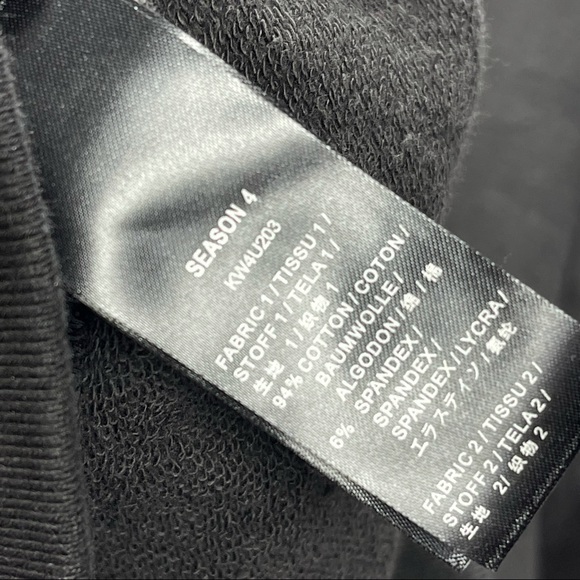 SEASON 4
KW4U203
FABRIC 1/TISSU 1/
STOFF 1/TELA 1/
生地 1/织物 1
94% COTTON/COTON/
BAUMWOLLE/
ALGODON/綿/棉
6% SPANDEX/
SPANDEX/
SPANDEX/LYCRA/
エラステイン/氨纶
FABRIC 2/TISSU 2/
STOFF 2/TELA 2/
生地 2/织物 2